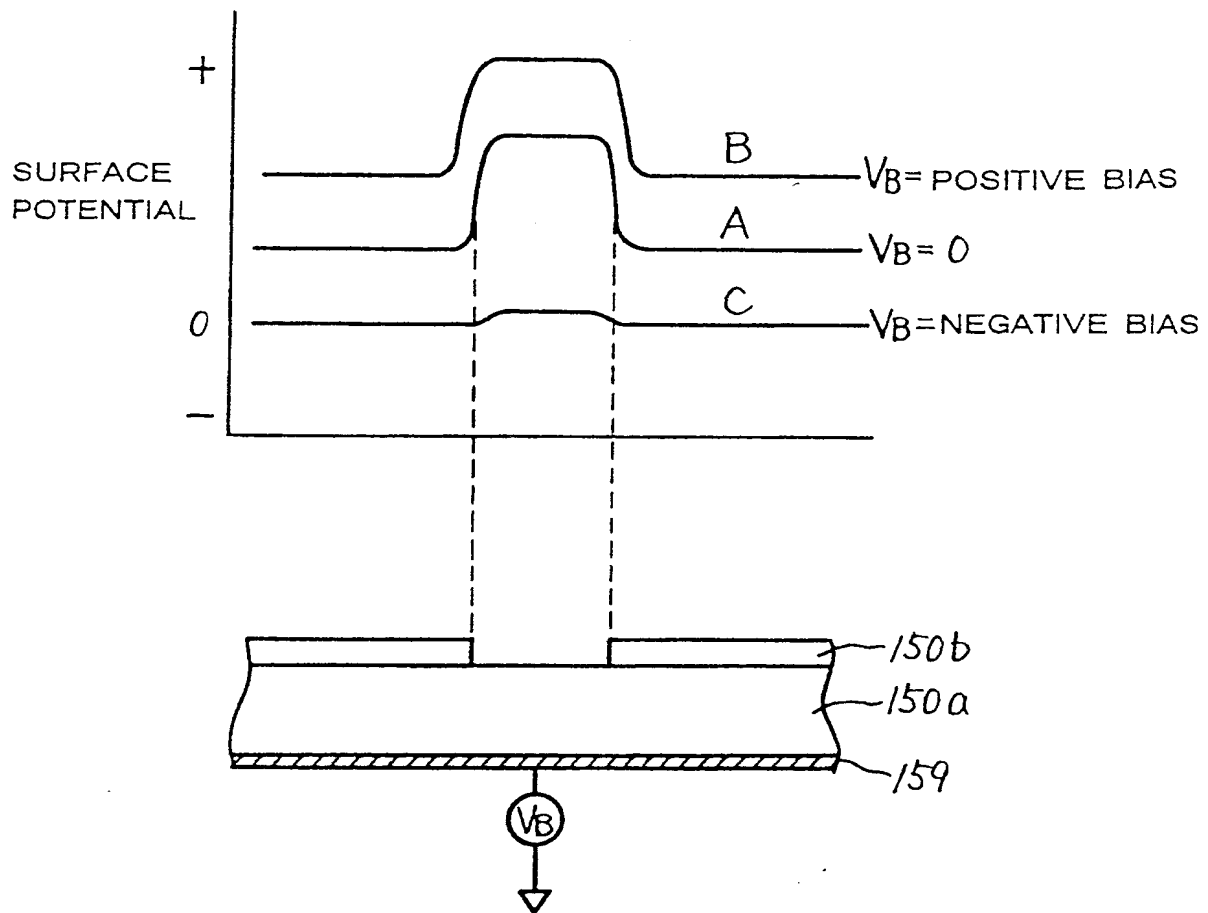 +
B
SURFACE
POTENTIAL
VB= POSITIVE BIAS
A
VB= 0
C
0
VB=NEGATIVE BIAS
−
150b
150a
159
VB